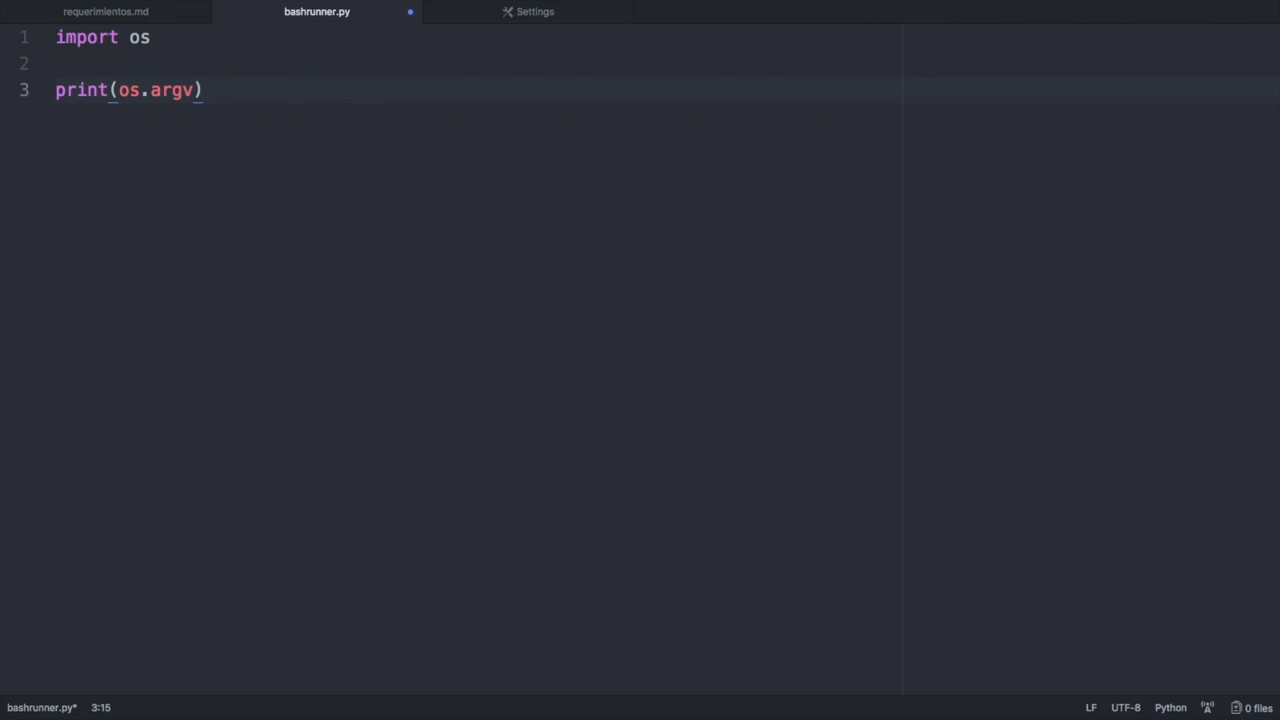 requerimientos.md
bashrunner.py
Settings
1 import os
2
3 print(os.argv)
bashrunner.py* 3:15 LF UTF-8 Python 0 files